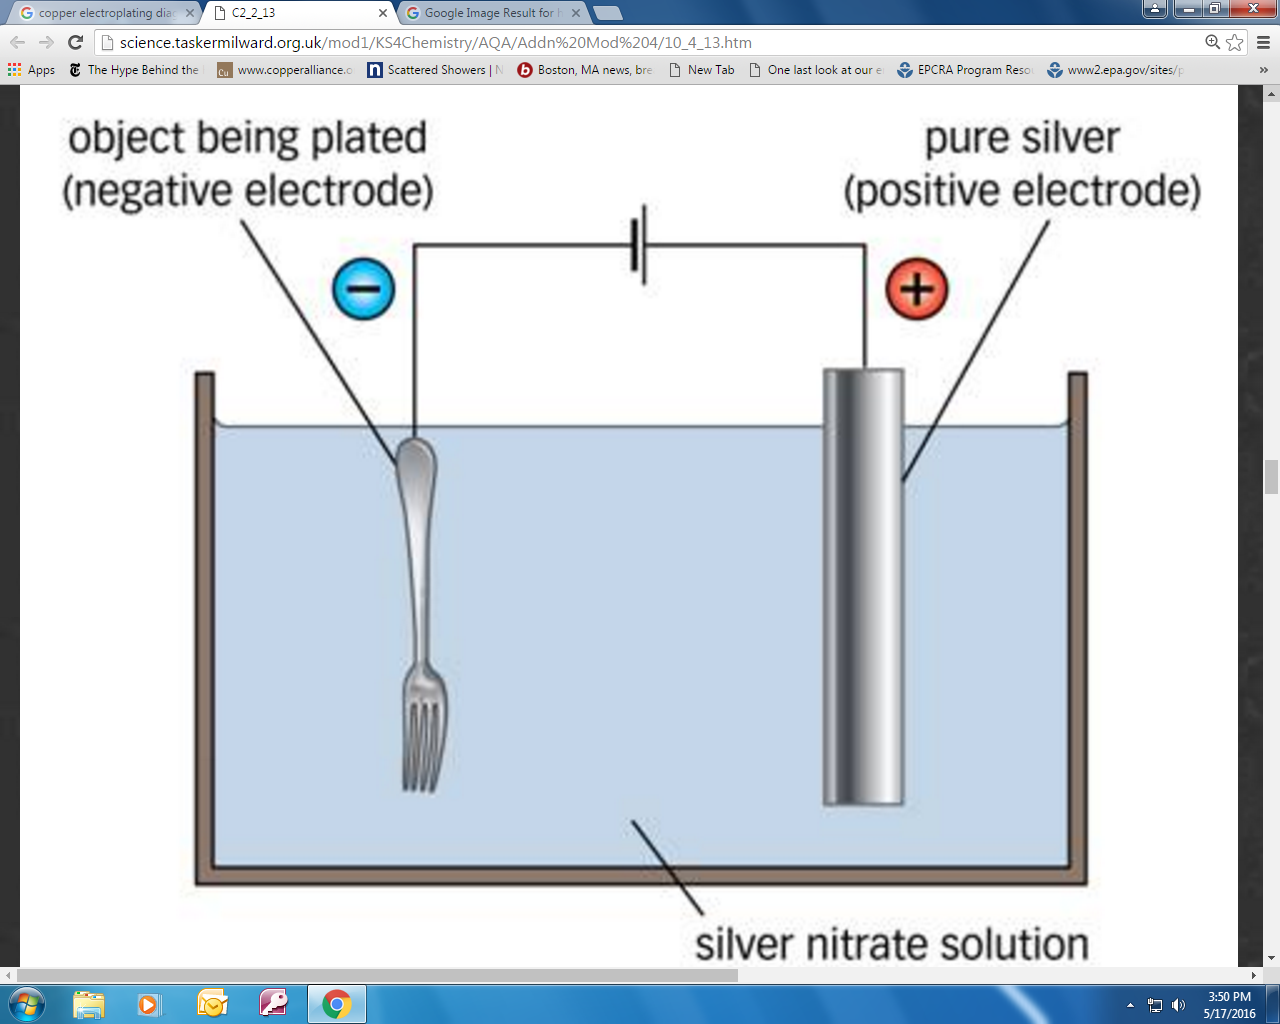 copper electroplating dia
C2_2_13
Google Image Result for h
science.taskermilward.org.uk/mod1/KS4Chemistry/AQA/Addn%20Mod%204/10_4_13.htm
Apps
The Hype Behind the
Cu
www.copperalliance.o
n
Scattered Showers | N
b
Boston, MA news, bre
New Tab
One last look at our e
EPCRA Program Reso
www2.epa.gov/sites/p
»
object being plated
(negative electrode)
pure silver
(positive electrode)
−
+
silver nitrate solution
3:50 PM
5/17/2016